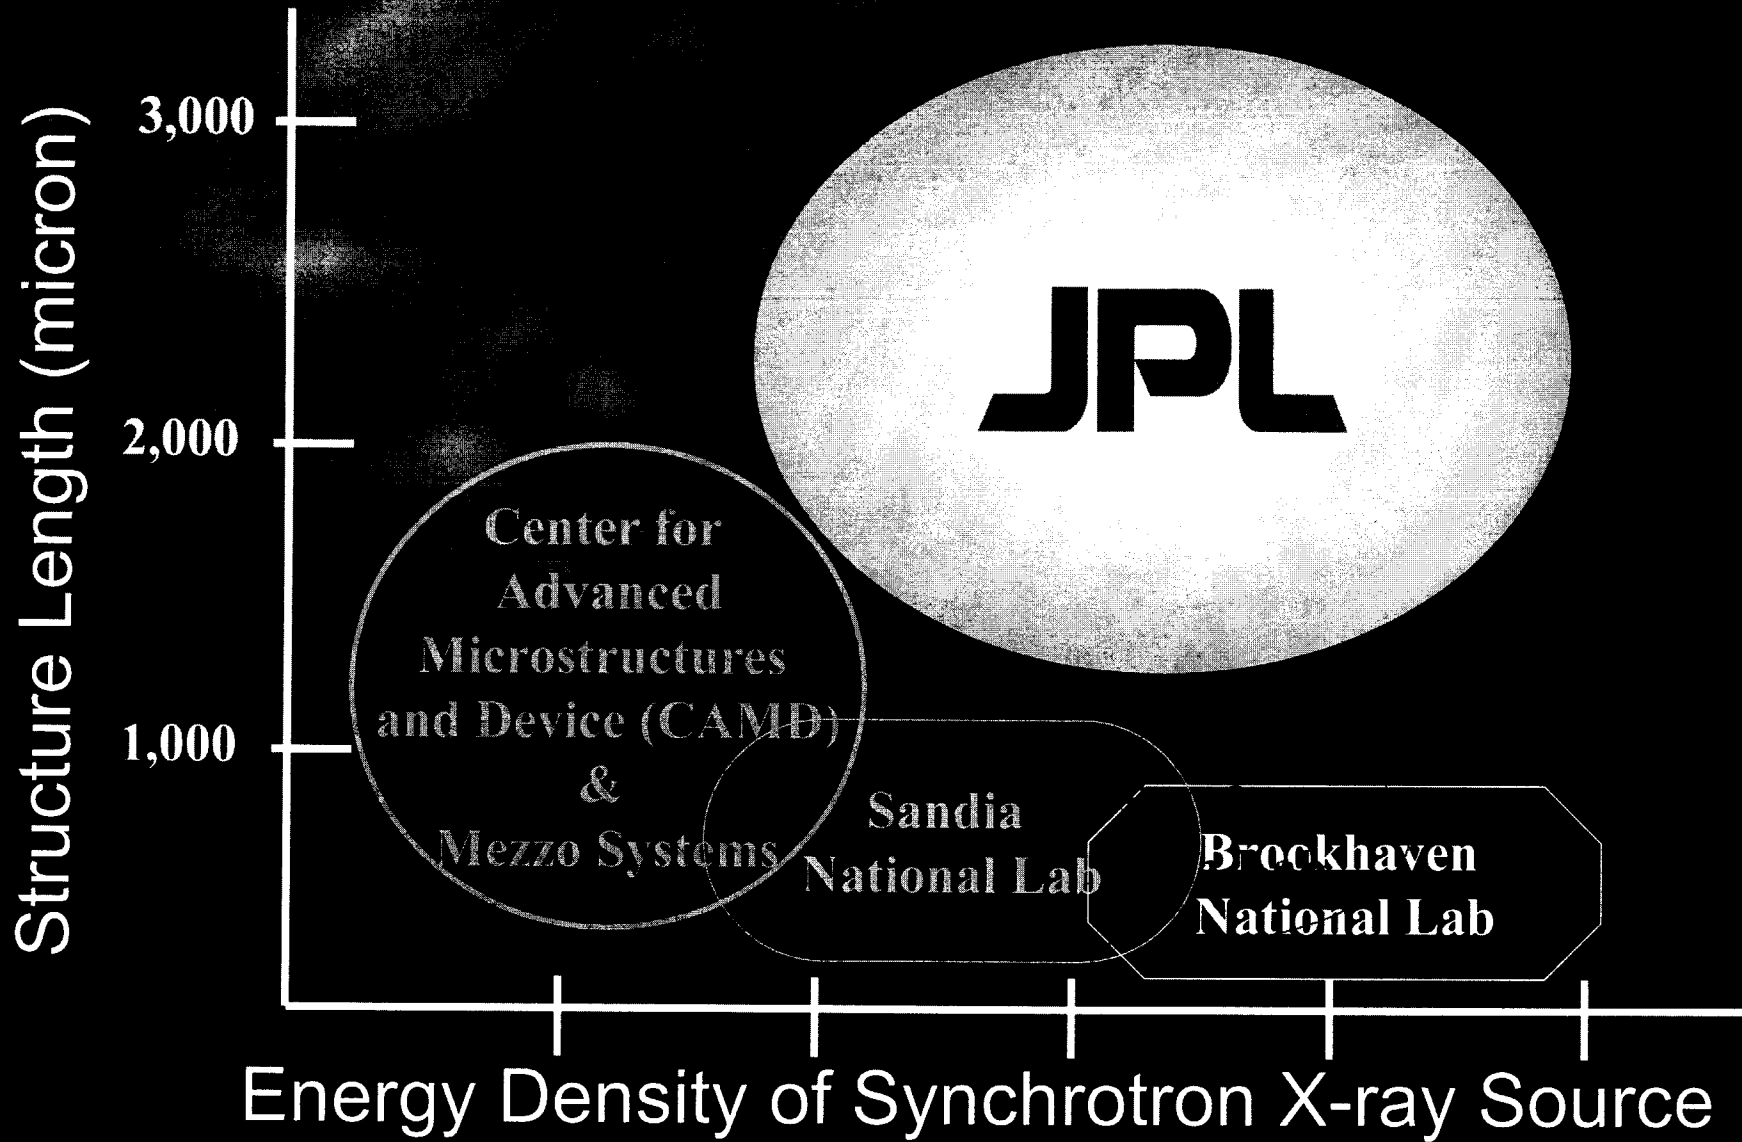 Structure Length (micron)
3,000
2,000
1,000
JPL
Center for
Advanced
Microstructures
and Device (CAMD)
&
Mezzo Systems
Sandia
National Lab
Brookhaven
National Lab
Energy Density of Synchrotron X-ray Source